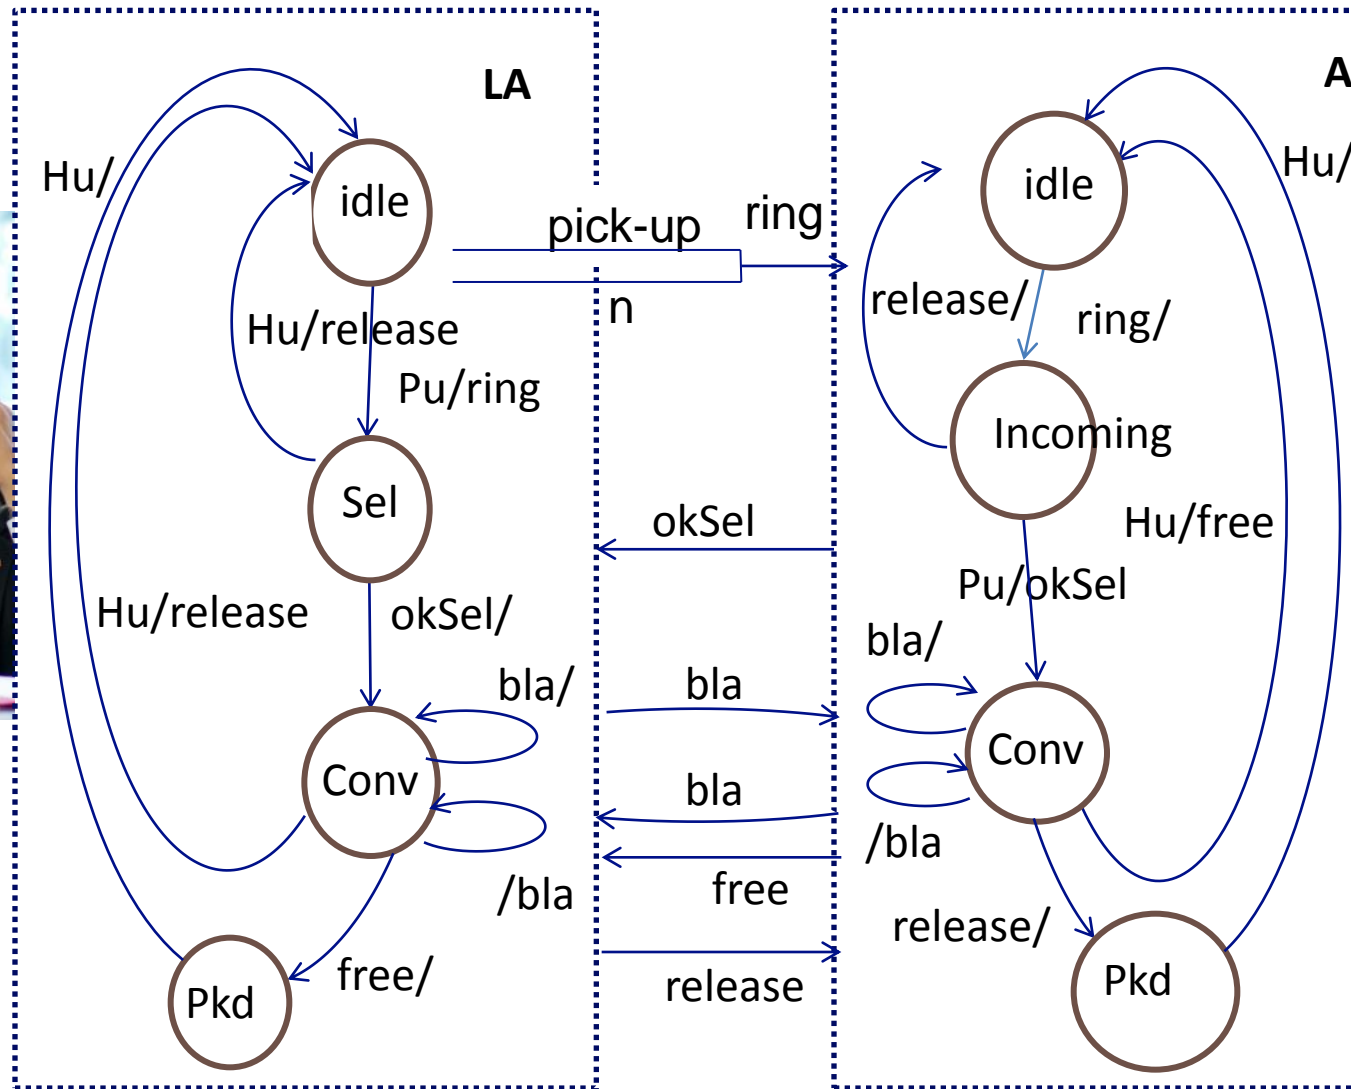 LA
A
Hu/
idle
pick-up
ring
n
idle
Hu/
Hu/release
release/
ring/
Pu/ring
Incoming
Sel
okSel
Hu/free
Pu/okSel
Hu/release
okSel/
bla/
bla/
bla
Conv
Conv
bla
/bla
/bla
free
release/
free/
release
Pkd
Pkd